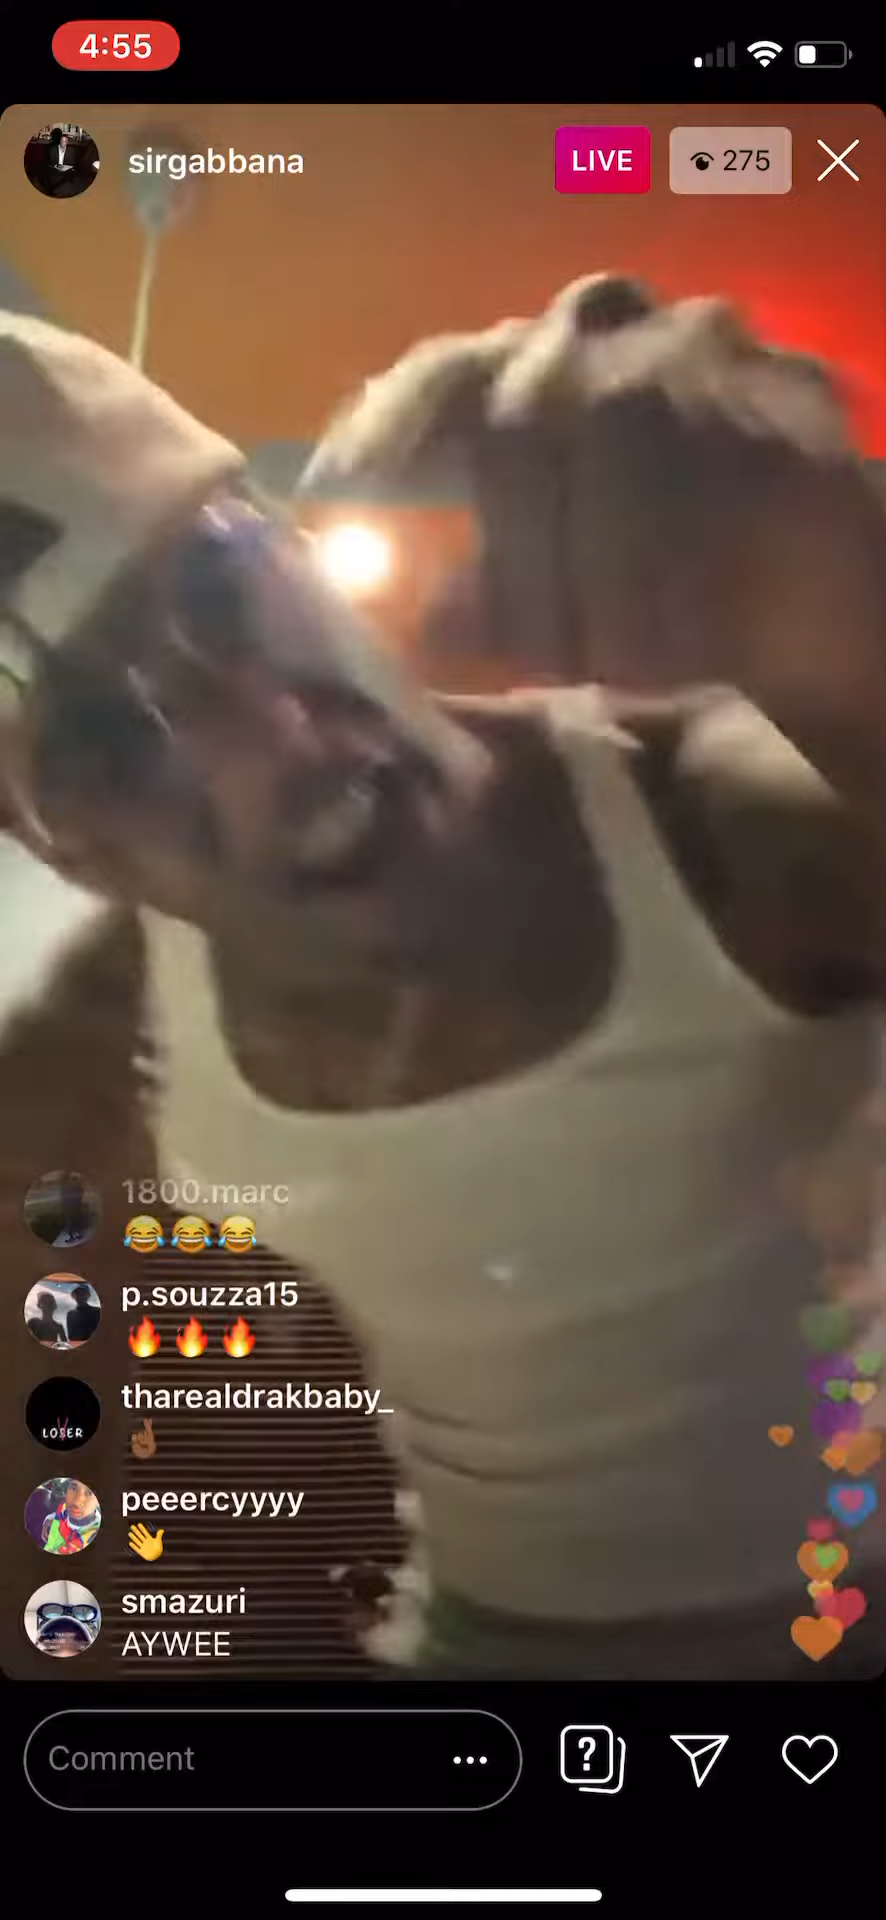 4:55
sirgabbana
LIVE
275
1800.marc
😂😂😂
p.souzza15
🔥🔥🔥
tharealdrakbaby_
LOSER
🤞🏾
peeercyyyy
👋
smazuri
AYWEE
Comment
?